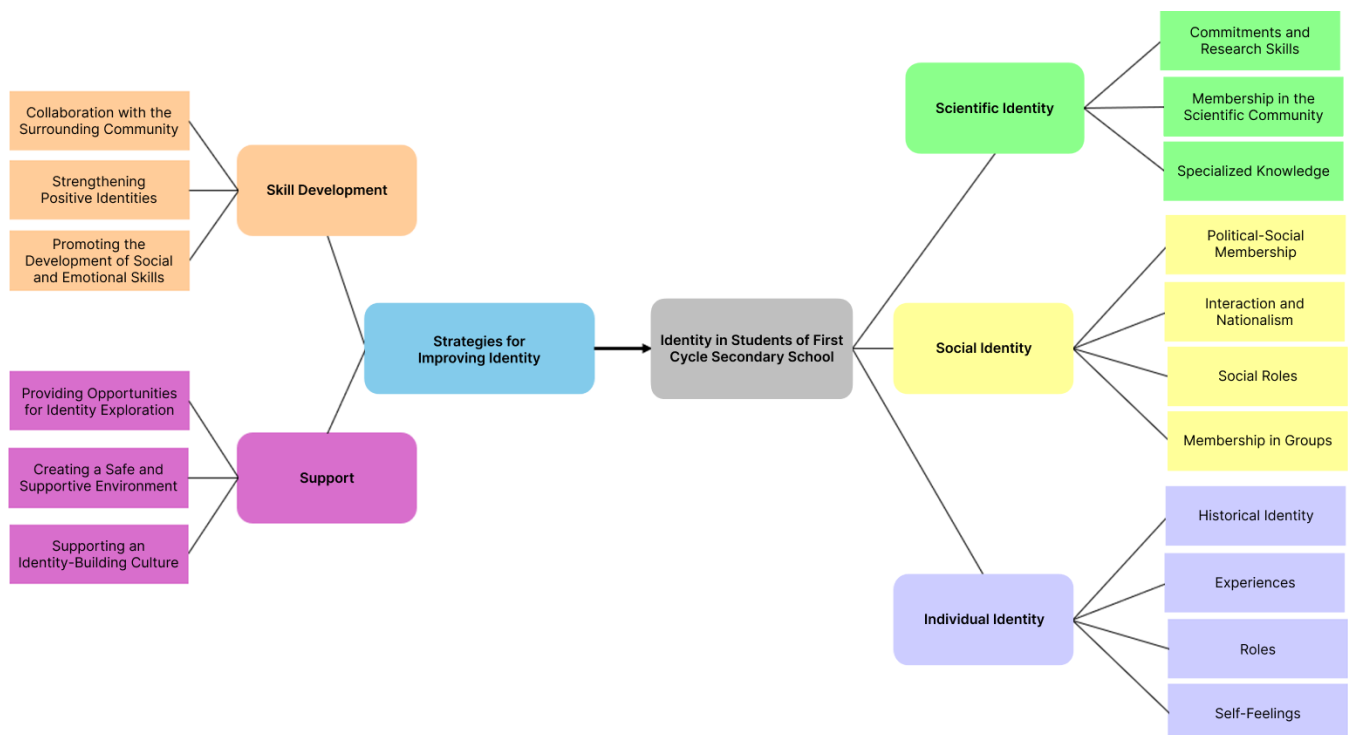 Collaboration with the
Surrounding Community
Strengthening
Positive Identities
Promoting the
Development of Social
and Emotional Skills
Skill Development
Providing Opportunities
for Identity Exploration
Creating a Safe and
Supportive Environment
Supporting an
Identity-Building Culture
Support
Strategies for
Improving Identity
Identity in Students of First
Cycle Secondary School
Scientific Identity
Commitments and
Research Skills
Membership in the
Scientific Community
Specialized Knowledge
Social Identity
Political-Social
Membership
Interaction and
Nationalism
Social Roles
Membership in Groups
Individual Identity
Historical Identity
Experiences
Roles
Self-Feelings